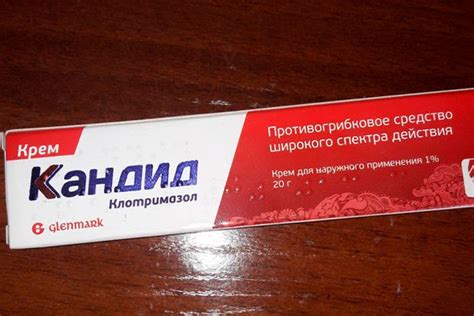 Крем
Кандид
Клотримазол
glenmark
Противогрибковое средство
широкого спектра действия
Крем для наружного применения 1%
20 г